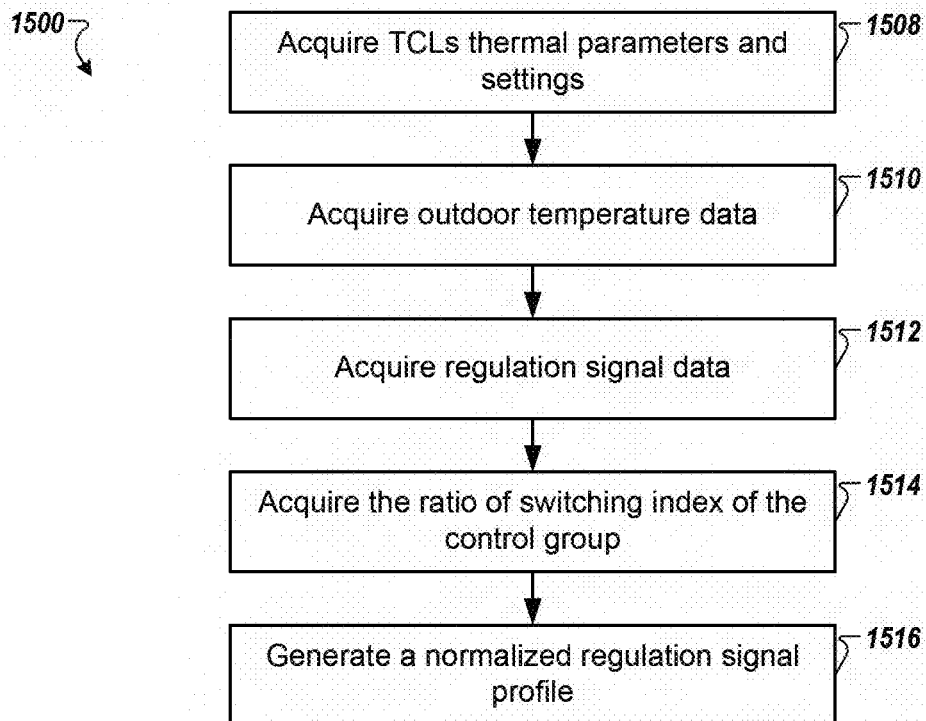 1500
Acquire TCLs thermal parameters and
settings
1508
Acquire outdoor temperature data
1510
Acquire regulation signal data
1512
Acquire the ratio of switching index of the
control group
1514
Generate a normalized regulation signal
profile
1516